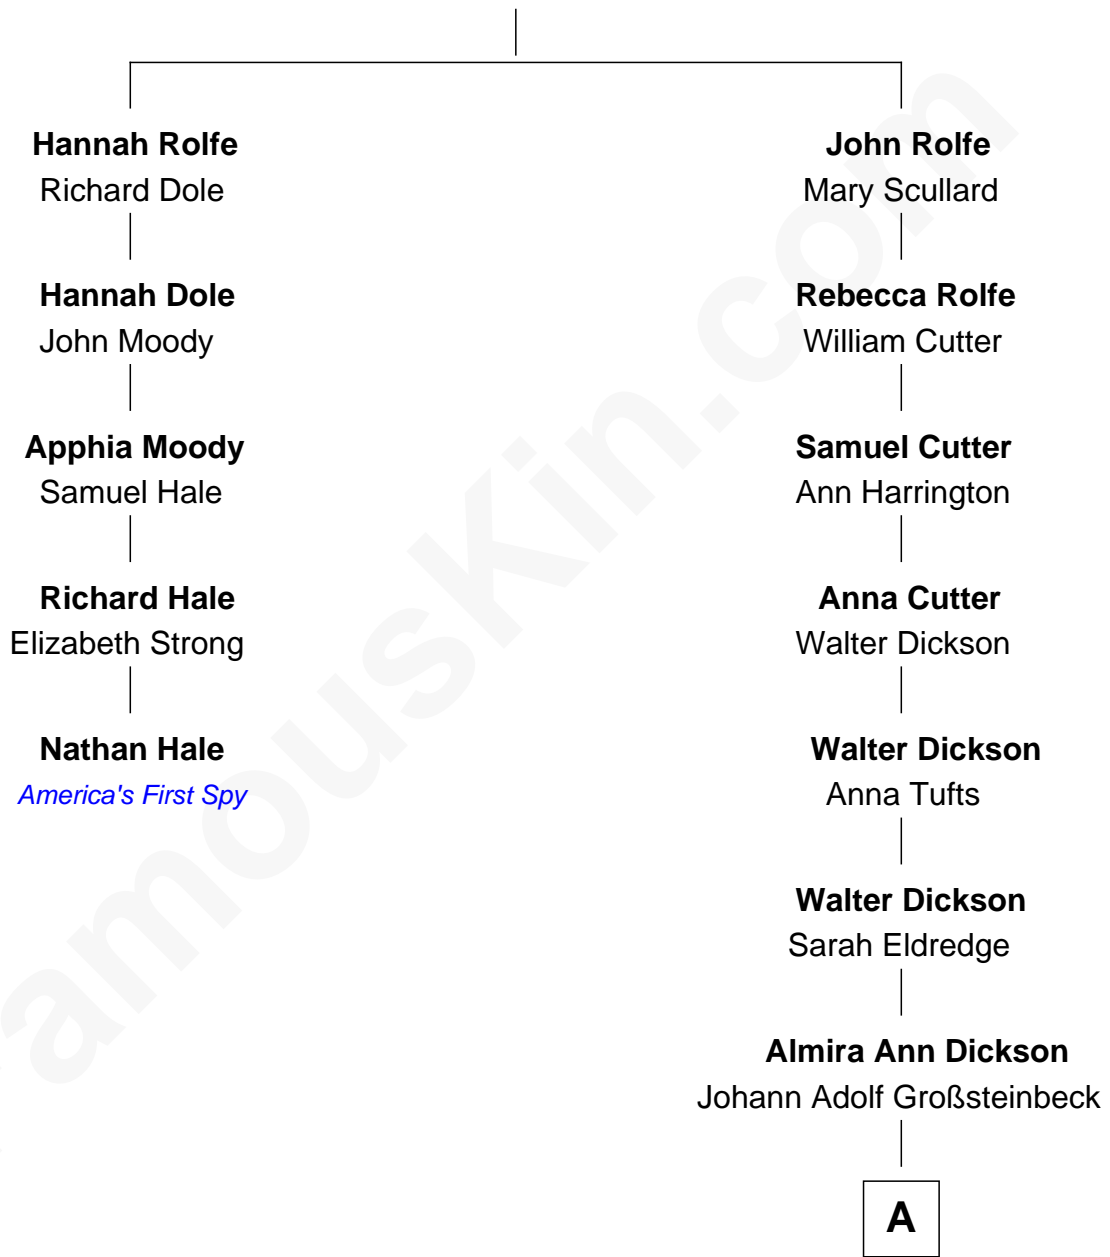 Hannah Rolfe
Richard Dole
Hannah Dole
John Moody
Apphia Moody
Samuel Hale
Richard Hale
Elizabeth Strong
Nathan Hale
America's First Spy
John Rolfe
Mary Scullard
Rebecca Rolfe
William Cutter
Samuel Cutter
Ann Harrington
Anna Cutter
Walter Dickson
Walter Dickson
Anna Tufts
Walter Dickson
Sarah Eldredge
Almira Ann Dickson
Johann Adolf Großsteinbeck
A
amouskin.com